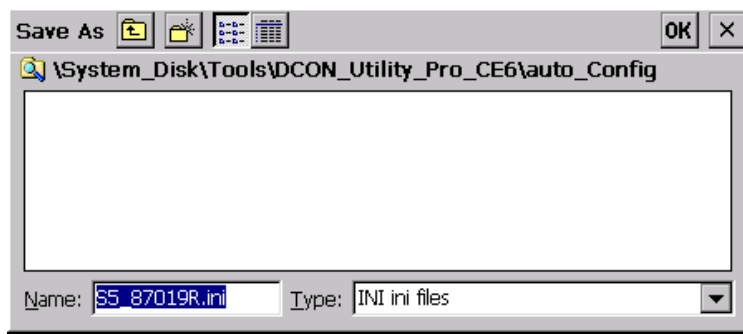 Save As OK ×
\System_Disk\Tools\DCON_Utility_Pro_CE6\auto_Config
Name: S5_87019R.ini Type: INI ini files